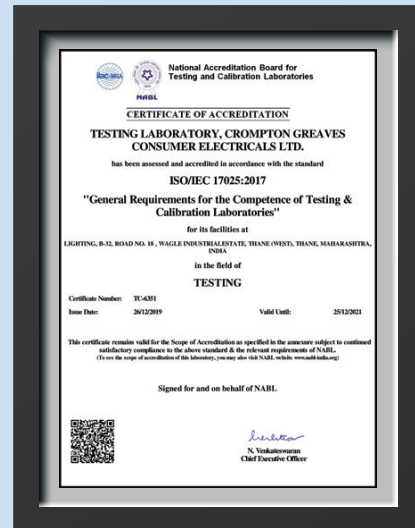 ilac-MRA
NABL
National Accreditation Board for
Testing and Calibration Laboratories
CERTIFICATE OF ACCREDITATION
TESTING LABORATORY, CROMPTON GREAVES
CONSUMER ELECTRICALS LTD.
has been assessed and accredited in accordance with the standard
ISO/IEC 17025:2017
"General Requirements for the Competence of Testing &
Calibration Laboratories"
for its facilities at
LIGHTING, B-32, ROAD NO. 18 , WAGLE INDUSTRIALESTATE, THANE (WEST), THANE, MAHARASHTRA,
INDIA
in the field of
TESTING
Certificate Number: TC-6351
Issue Date: 26/12/2019 Valid Until: 25/12/2021
This certificate remains valid for the Scope of Accreditation as specified in the annexure subject to continued
satisfactory compliance to the above standard & the relevant requirements of NABL.
(To see the scope of accreditation of this laboratory, you may also visit NABL website www.nabl-india.org)
Signed for and on behalf of NABL
N. Venkateswaran
Chief Executive Officer